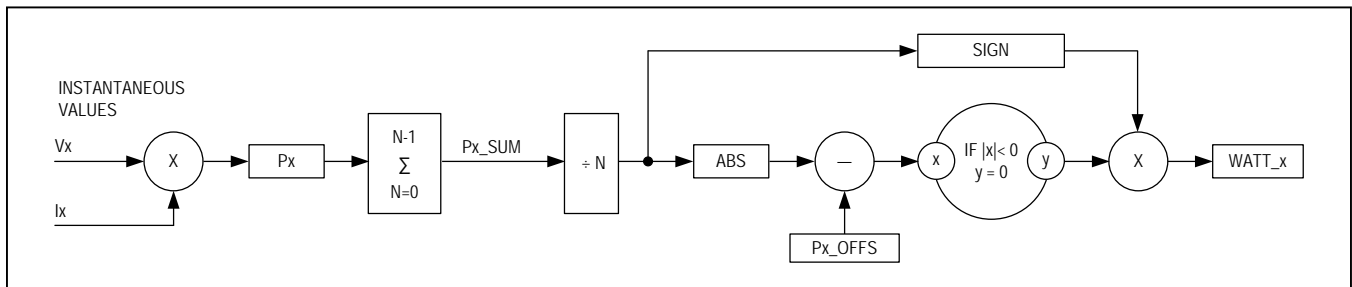 SIGN
INSTANTANEOUS
VALUES
Vx
Ix
X
Px
N-1
Σ
N=0
Px_SUM
÷ N
ABS
—
Px_OFFS
x
IF |x|< 0
y = 0
y
X
WATT_x